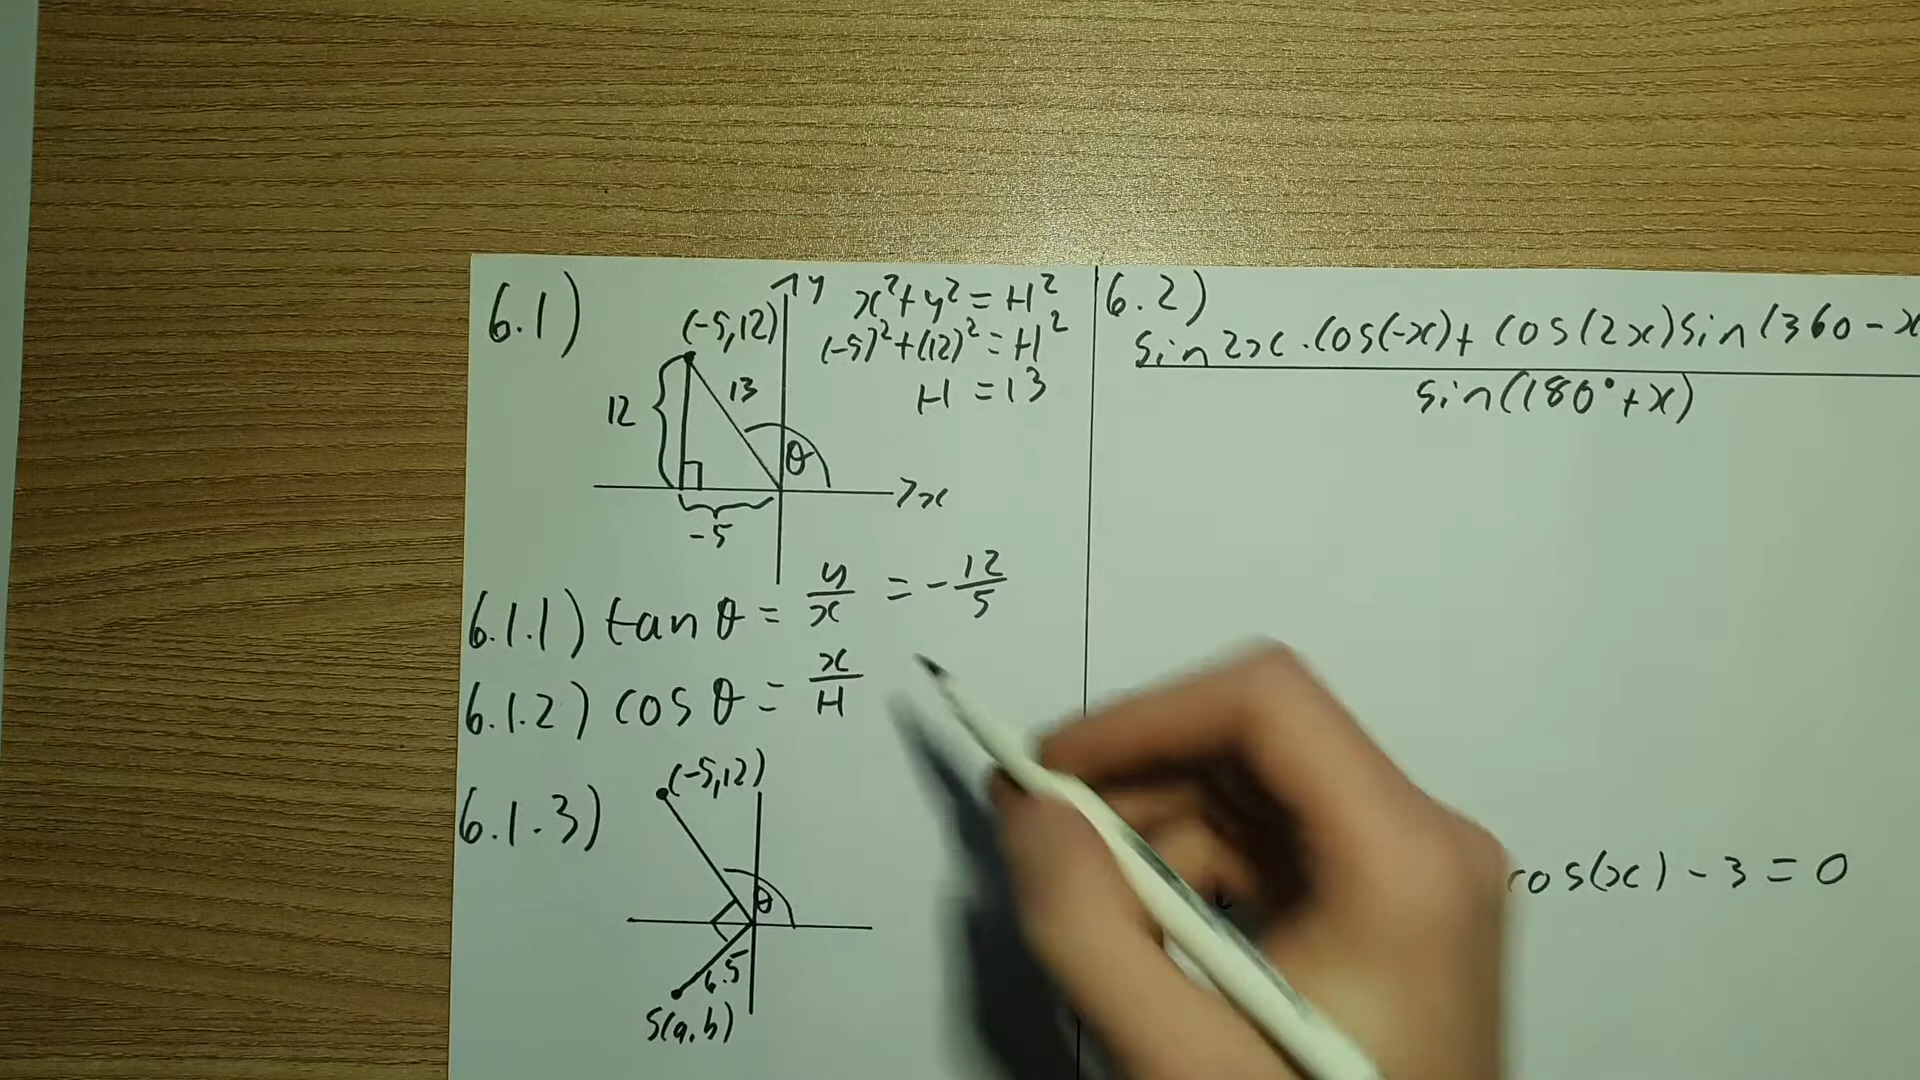 6.1)
y
(-5,12)
x²+y²=H²
(-5)²+(12)²=H²
H=13
12
13
θ
x
-5
6.1.1) tan θ = y/x = -12/5
6.1.2) cos θ = x/H
6.1.3)
(-5,12)
θ
6.5
S(a,b)
6.2)
sin2x.cos(-x)+cos(2x)sin(360-x
sin(180°+x)
cos(x)-3=0